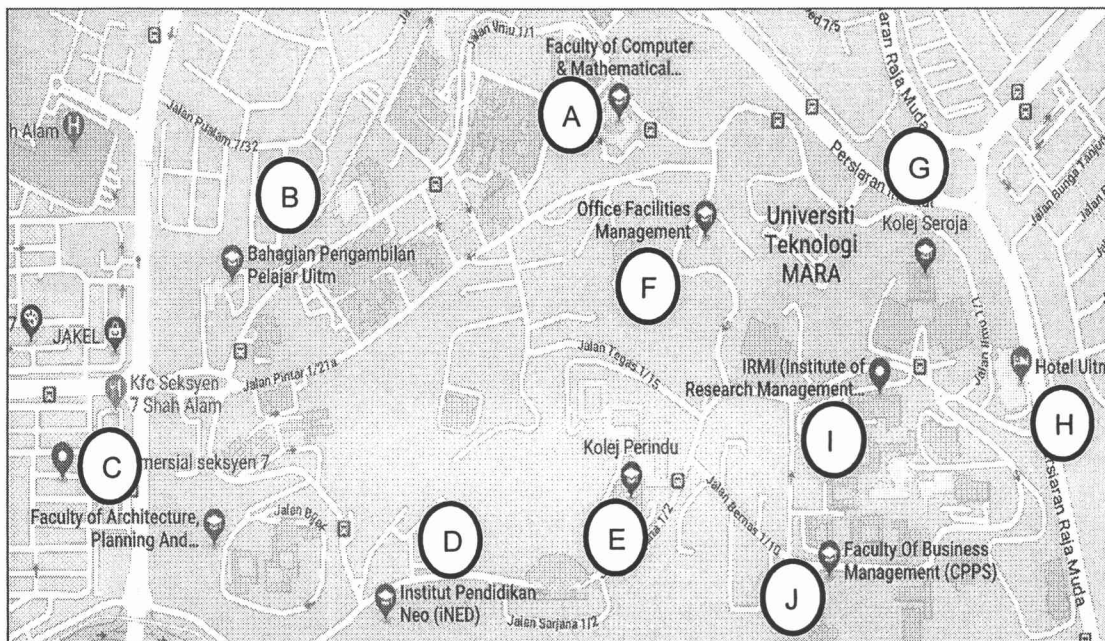 Jalan Ilmu 1/1
Faculty of Computer
& Mathematical...
A
Persiaran Raja Muda
h Alam
H
Jalan Pualam 7/32
B
G
Jalan Bunga Tanjung
Office Facilities
Management
Universiti
Teknologi
MARA
Kolej Seroja
Bahagian Pengambilan
Pelajar Uitm
F
7
JAKEL
Jalan Tegas 1/15
IRMI (Institute of
Research Management...
Hotel Uitm
Kfc Seksyen
7 Shah Alam
Jalan Pintar 1/21a
H
I
C
mersial seksyen 7
Kolej Perindu
Faculty of Architecture,
Planning And...
D
E
Jalan Bernas 1/10
rsiaran Raja Muda
Faculty Of Business
Management (CPPS)
J
Institut Pendidikan
Neo (iNED)
Jalan Sarjana 1/2